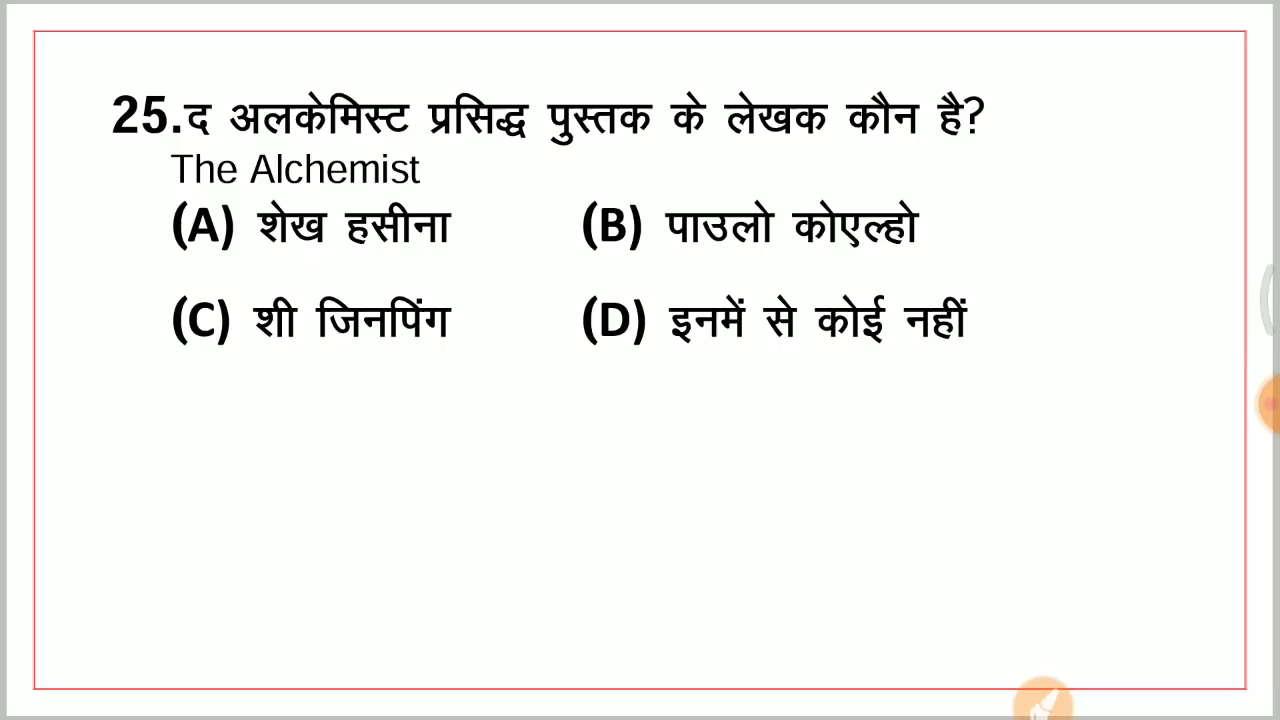 25.द अलकेमिस्ट प्रसिद्ध पुस्तक के लेखक कौन है?
The Alchemist
(A) शेख हसीना (B) पाउलो कोएल्हो
(C) शी जिनपिंग (D) इनमें से कोई नहीं